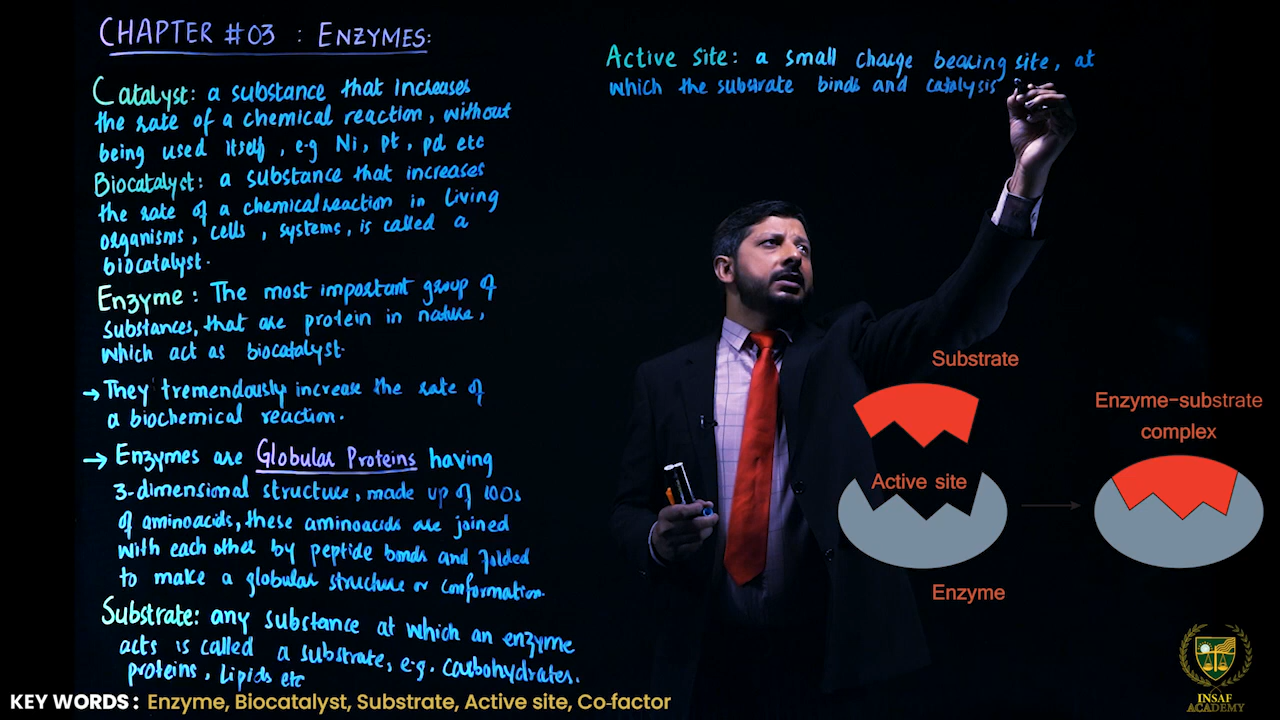 CHAPTER #03 : ENZYMES:
Catalyst: a substance that increases
the rate of a chemical reaction, without
being used itself, e.g Ni, Pt, pd etc
Biocatalyst: a substance that increases
the rate of a chemical reaction in Living
organisms, cells, systems, is called a
biocatalyst.
Enzyme: The most important group of
substances, that are protein in nature,
which act as biocatalyst.
→ They tremendously increase the rate of
a biochemical reaction.
→ Enzymes are Globular Proteins having
3-dimensional structure, made up of 100s
of aminoacids, these aminoacids are joined
with each other by peptide bonds and folded
to make a globular structure or conformation.
Substrate: any substance at which an enzyme
acts is called a substrate, e.g. Carbohydrates.
proteins, Lipids etc
Active site: a small charge bearing site, at
which the substrate binds and catalysis
Substrate
Active site
Enzyme
Enzyme-substrate
complex
INSAF
ACADEMY
KEY WORDS: Enzyme, Biocatalyst, Substrate, Active site, Co-factor